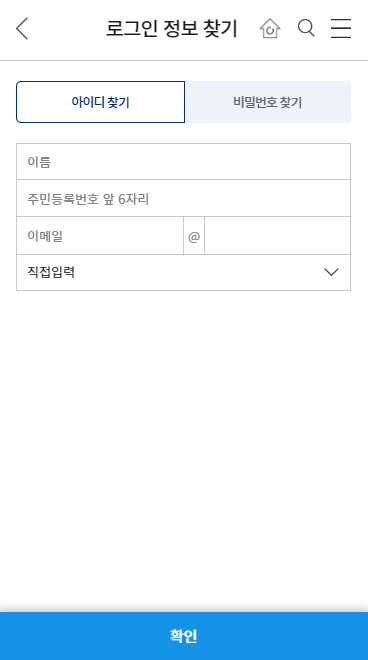 로그인 정보 찾기
아이디 찾기 비밀번호 찾기
이름
주민등록번호 앞 6자리
이메일 @
직접입력
확인